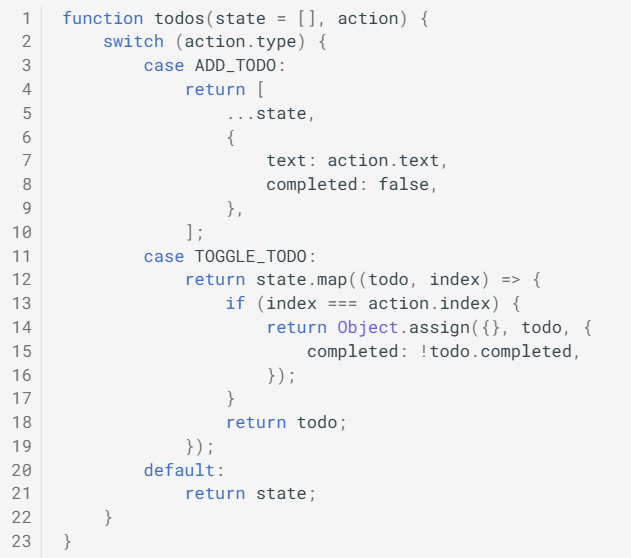 1 function todos(state = [], action) {
2     switch (action.type) {
3         case ADD_TODO:
4             return [
5                 ...state,
6                 {
7                     text: action.text,
8                     completed: false,
9                 },
10             ];
11         case TOGGLE_TODO:
12             return state.map((todo, index) => {
13                 if (index === action.index) {
14                     return Object.assign({}, todo, {
15                         completed: !todo.completed,
16                     });
17                 }
18                 return todo;
19             });
20         default:
21             return state;
22     }
23 }